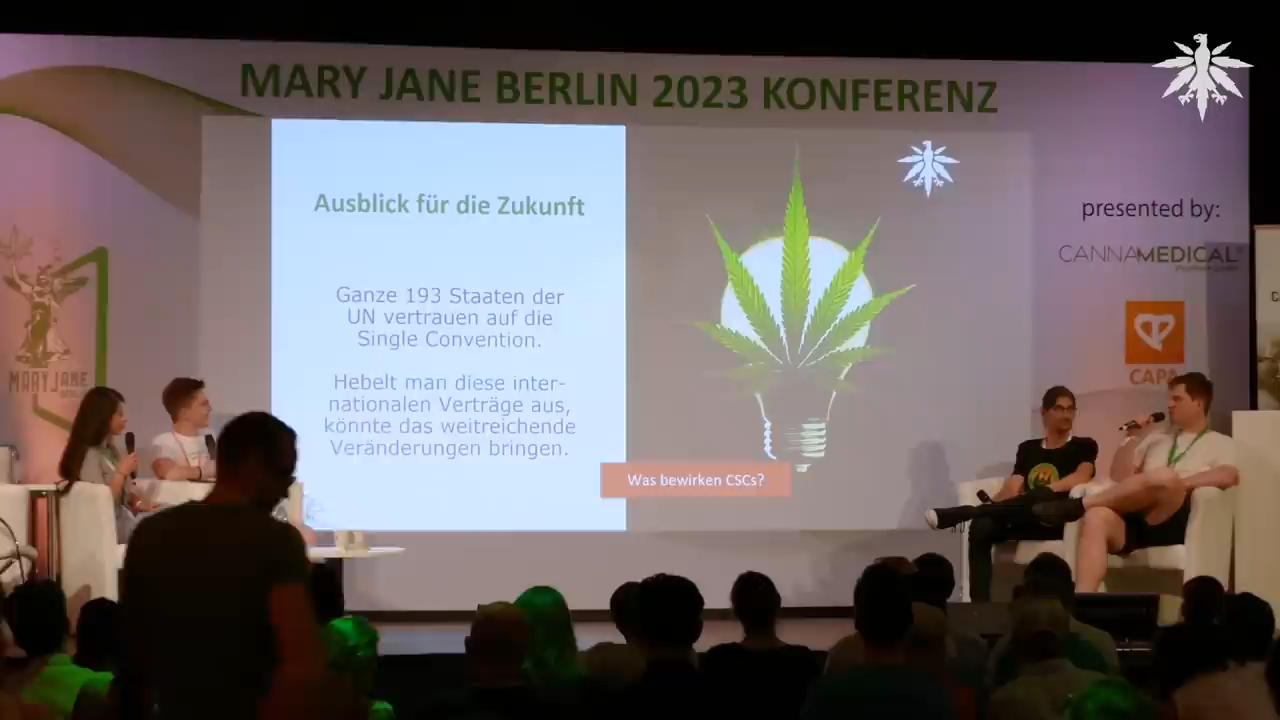 MARY JANE BERLIN 2023 KONFERENZ
Ausblick für die Zukunft
Ganze 193 Staaten der
UN vertrauen auf die
Single Convention.
Hebelt man diese inter-
nationalen Verträge aus,
könnte das weitreichende
Veränderungen bringen.
Was bewirken CSCs?
presented by:
CANNAMEDICAL
CAPA
MARY JANE